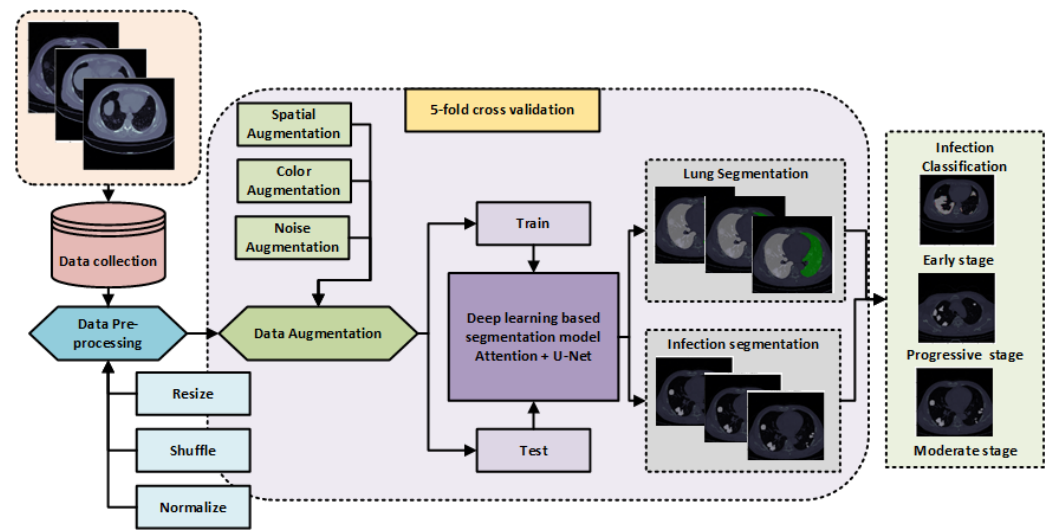 Data collection
Data Pre-
processing
Resize
Shuffle
Normalize
5-fold cross validation
Spatial
Augmentation
Color
Augmentation
Noise
Augmentation
Data Augmentation
Train
Deep learning based
segmentation model
Attention + U-Net
Test
Lung Segmentation
Infection segmentation
Infection
Classification
Early stage
Progressive stage
Moderate stage